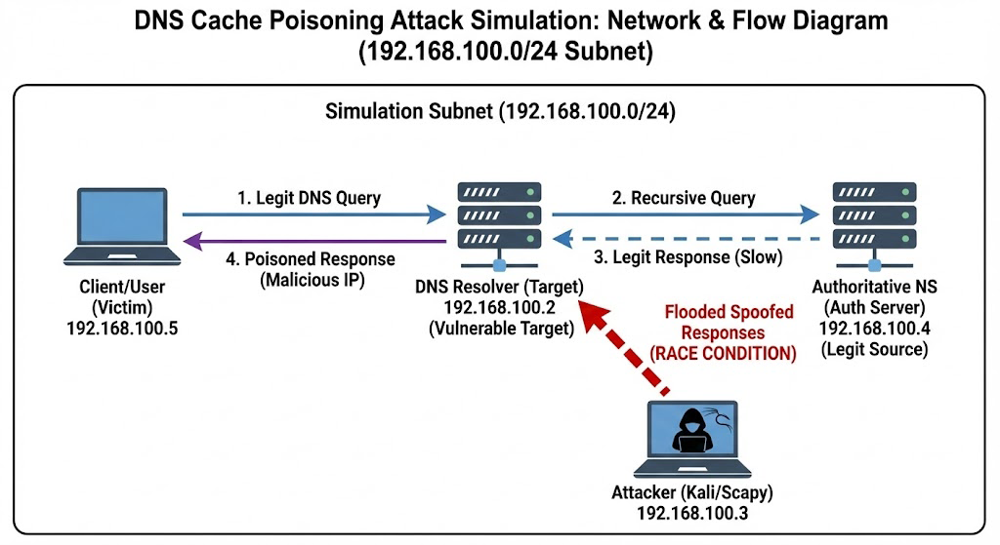 DNS Cache Poisoning Attack Simulation: Network & Flow Diagram
(192.168.100.0/24 Subnet)
Simulation Subnet (192.168.100.0/24)
1. Legit DNS Query
2. Recursive Query
4. Poisoned Response
(Malicious IP)
3. Legit Response (Slow)
Client/User
(Victim)
192.168.100.5
DNS Resolver (Target)
192.168.100.2
(Vulnerable Target)
Authoritative NS
(Auth Server)
192.168.100.4
(Legit Source)
Flooded Spoofed
Responses
(RACE CONDITION)
Attacker (Kali/Scapy)
192.168.100.3